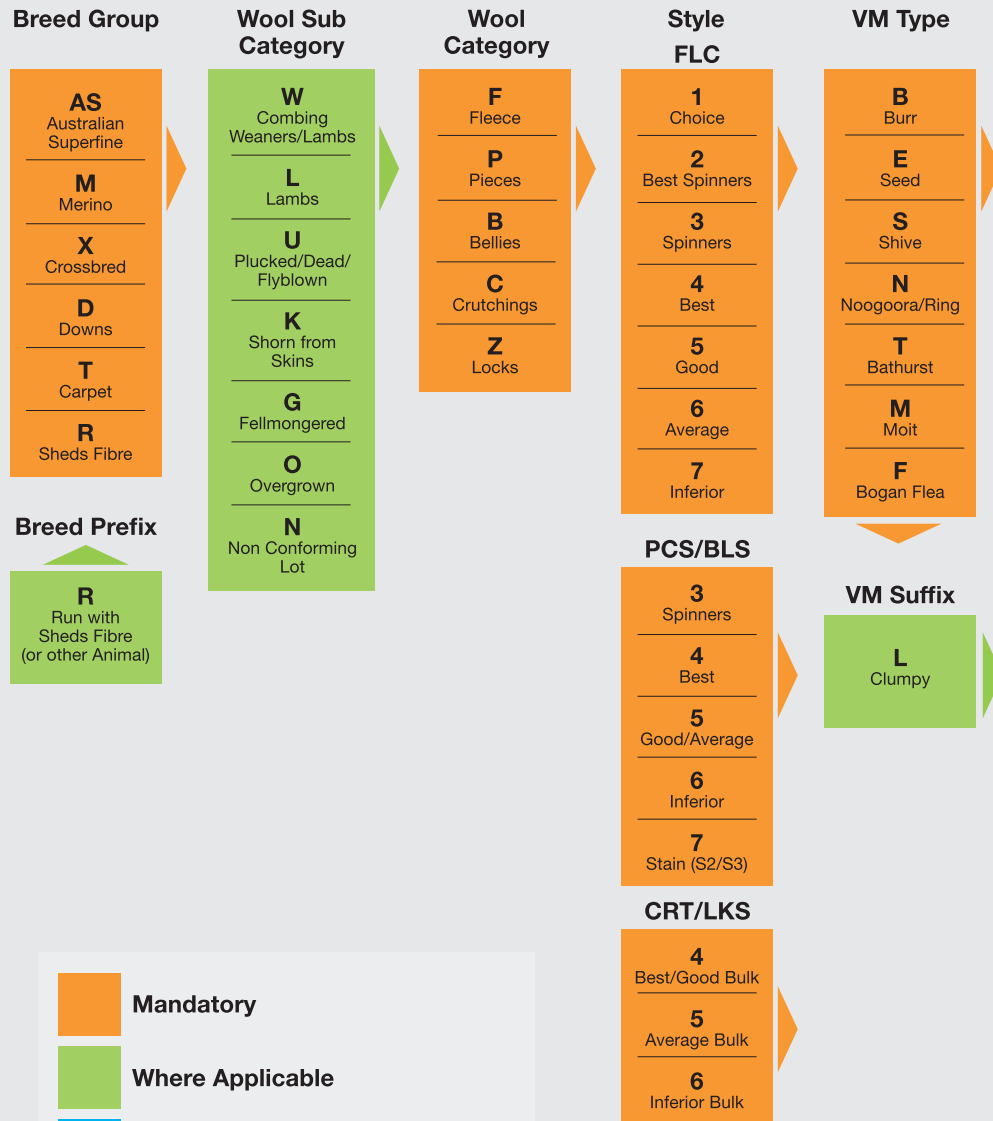 Breed Group
AS
Australian
Superfine
M
Merino
X
Crossbred
D
Downs
T
Carpet
R
Sheds Fibre
Breed Prefix
R
Run with
Sheds Fibre
(or other Animal)
Wool Sub
Category
W
Combing
Weaners/Lambs
L
Lambs
U
Plucked/Dead/
Flyblown
K
Shorn from
Skins
G
Fellmongered
O
Overgrown
N
Non Conforming
Lot
Wool
Category
F
Fleece
P
Pieces
B
Bellies
C
Crutchings
Z
Locks
Style
FLC
1
Choice
2
Best Spinners
3
Spinners
4
Best
5
Good
6
Average
7
Inferior
PCS/BLS
3
Spinners
4
Best
5
Good/Average
6
Inferior
7
Stain (S2/S3)
CRT/LKS
4
Best/Good Bulk
5
Average Bulk
6
Inferior Bulk
VM Type
B
Burr
E
Seed
S
Shive
N
Noogoora/Ring
T
Bathurst
M
Moit
F
Bogan Flea
VM Suffix
L
Clumpy
Mandatory
Where Applicable